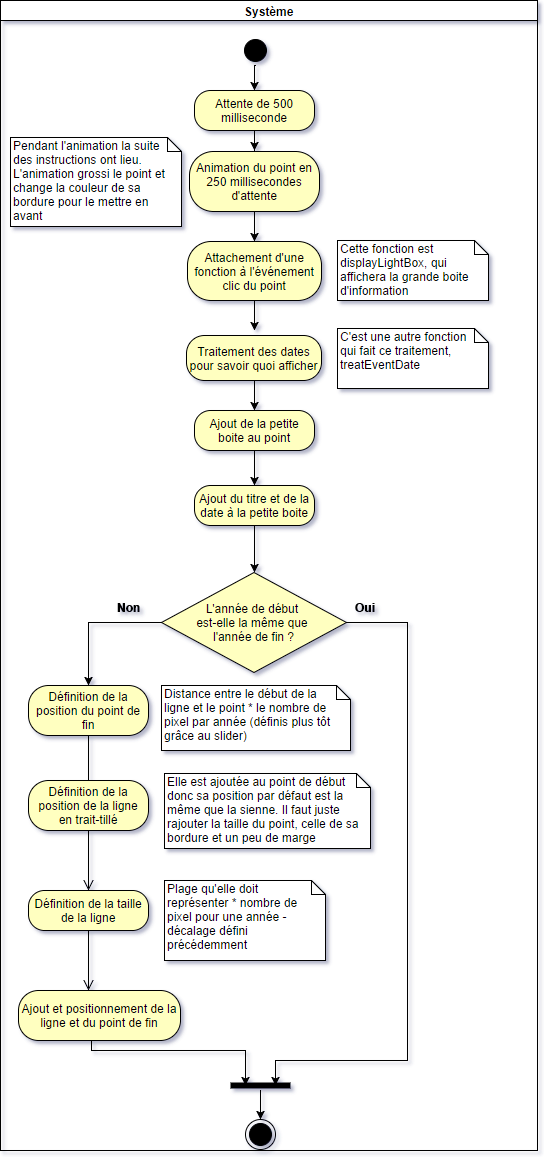 Système
Attente de 500
milliseconde
Pendant l'animation la suite
des instructions ont lieu.
L'animation grossi le point et
change la couleur de sa
bordure pour le mettre en
avant
Animation du point en
250 millisecondes
d'attente
Attachement d'une
fonction à l'événement
clic du point
Cette fonction est
displayLightBox, qui
affichera la grande boite
d'information
Traitement des dates
pour savoir quoi afficher
C'est une autre fonction
qui fait ce traitement,
treatEventDate
Ajout de la petite
boite au point
Ajout du titre et de la
date à la petite boite
Non
L'année de début
est-elle la même que
l'année de fin ?
Oui
Définition de la
position du point de
fin
Distance entre le début de la
ligne et le point * le nombre de
pixel par année (définis plus tôt
grâce au slider)
Définition de la
position de la ligne
en trait-tillé
Elle est ajoutée au point de début
donc sa position par défaut est la
même que la sienne. Il faut juste
rajouter la taille du point, celle de sa
bordure et un peu de marge
Définition de la taille
de la ligne
Plage qu'elle doit
représenter * nombre de
pixel pour une année -
décalage défini
précédemment
Ajout et positionnement de la
ligne et du point de fin